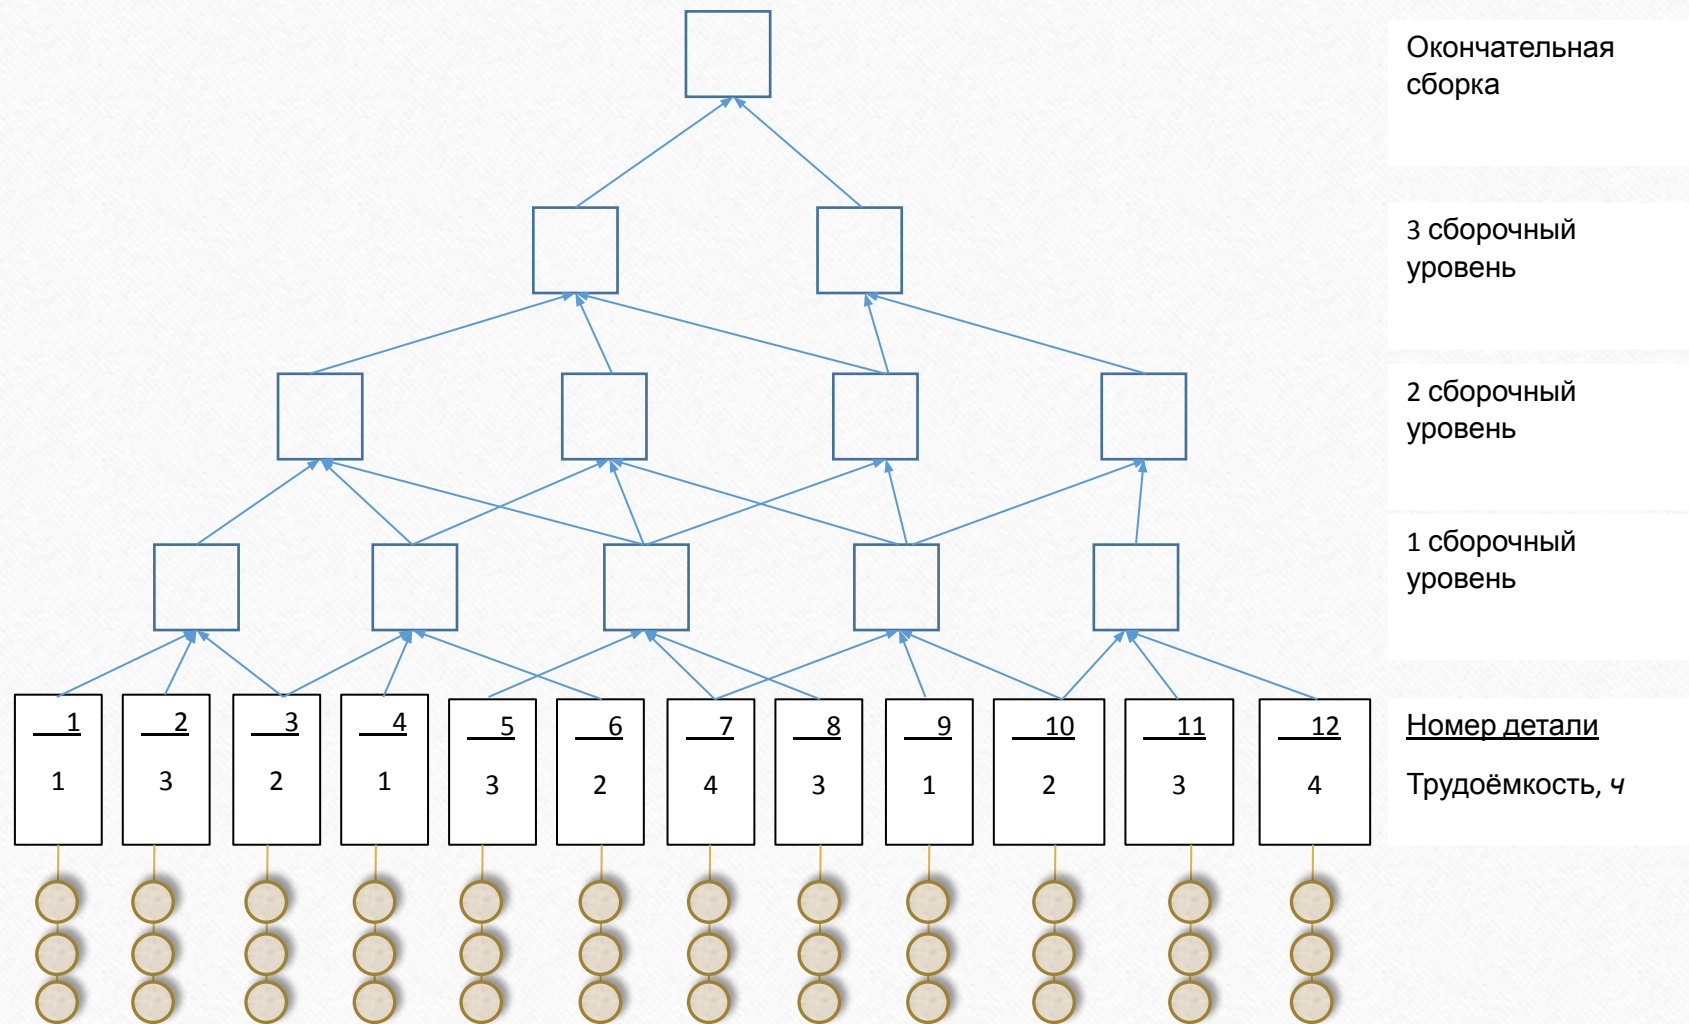 Окончательная
сборка
3 сборочный
уровень
2 сборочный
уровень
1 сборочный
уровень
1 2 3 4 5 6 7 8 9 10 11 12
Номер детали
1 3 2 1 3 2 4 3 1 2 3 4
Трудоёмкость, ч